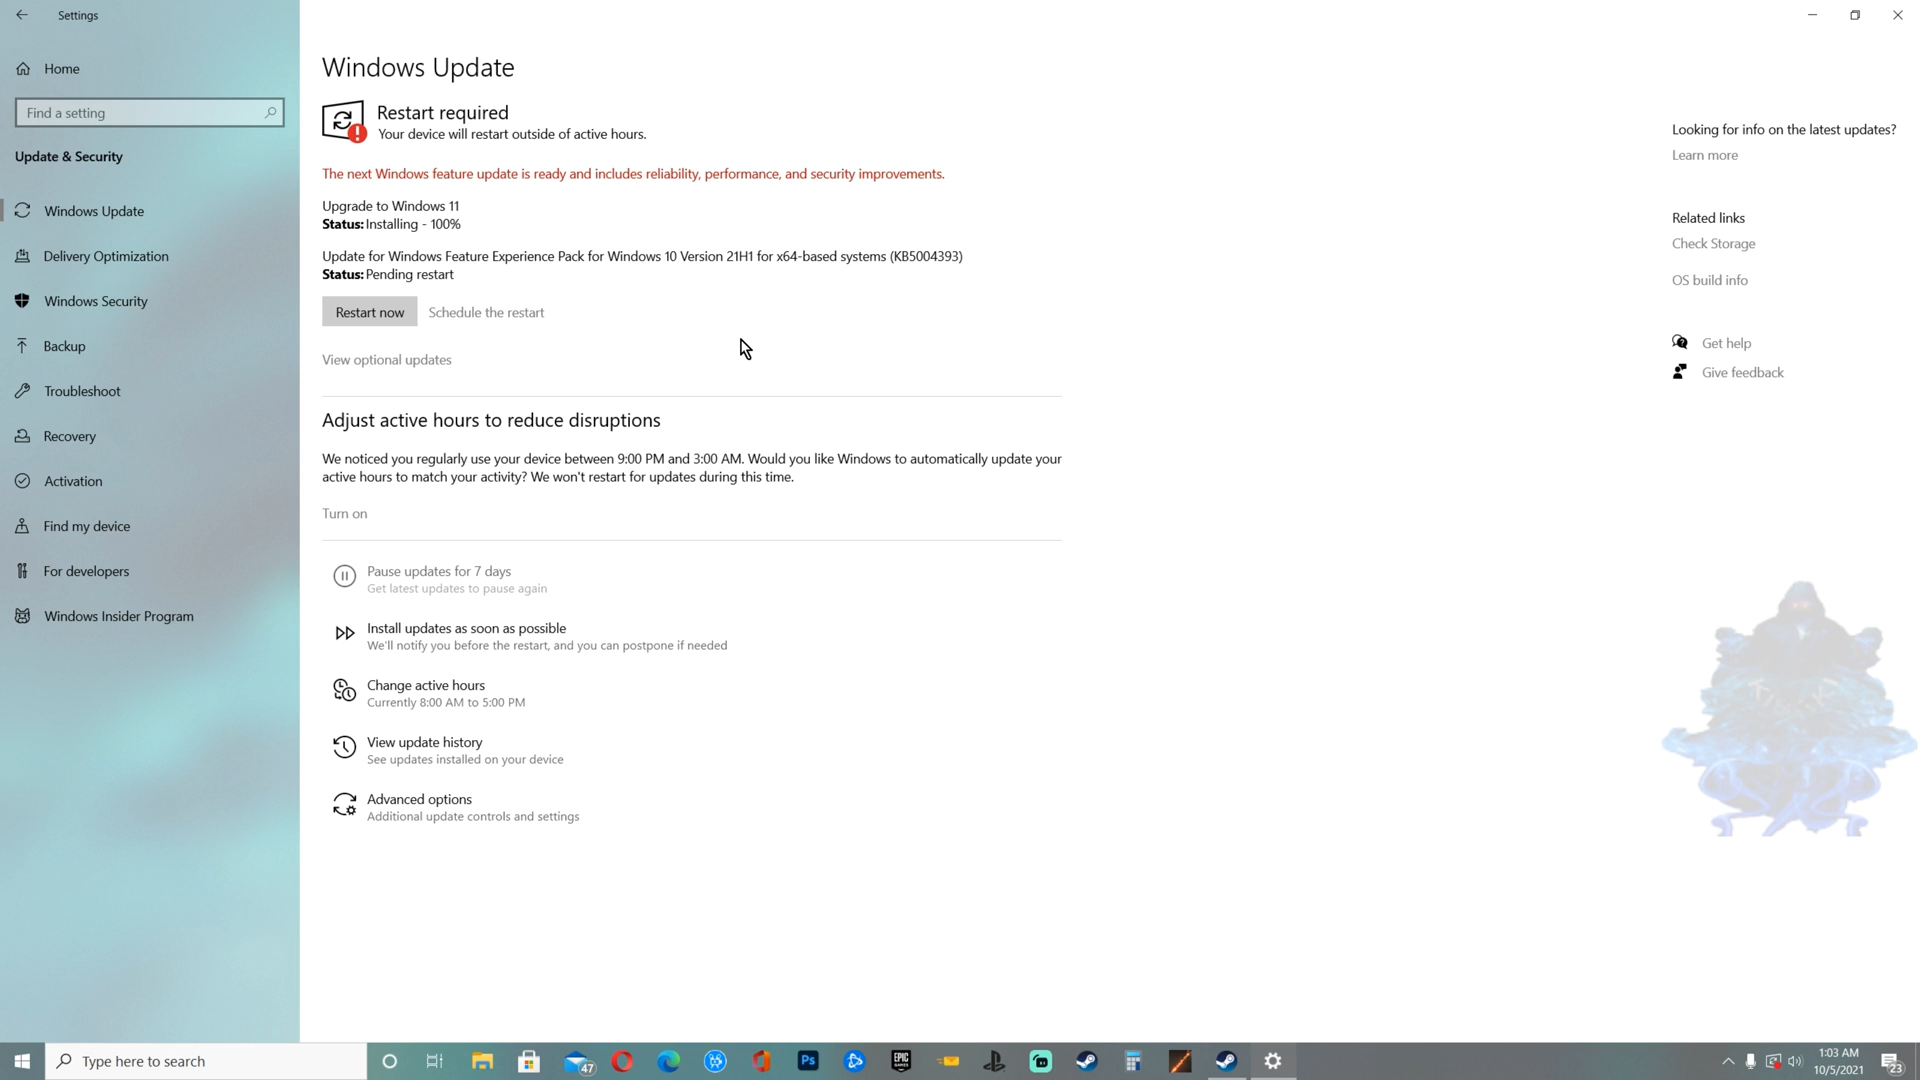 Settings
Home
Find a setting
Update & Security
Windows Update
Delivery Optimization
Windows Security
Backup
Troubleshoot
Recovery
Activation
Find my device
For developers
Windows Insider Program
Windows Update
Restart required
Your device will restart outside of active hours.
The next Windows feature update is ready and includes reliability, performance, and security improvements.
Upgrade to Windows 11
Status: Installing - 100%
Update for Windows Feature Experience Pack for Windows 10 Version 21H1 for x64-based systems (KB5004393)
Status: Pending restart
Restart now
Schedule the restart
View optional updates
Adjust active hours to reduce disruptions
We noticed you regularly use your device between 9:00 PM and 3:00 AM. Would you like Windows to automatically update your
active hours to match your activity? We won't restart for updates during this time.
Turn on
Pause updates for 7 days
Get latest updates to pause again
Install updates as soon as possible
We'll notify you before the restart, and you can postpone if needed
Change active hours
Currently 8:00 AM to 5:00 PM
View update history
See updates installed on your device
Advanced options
Additional update controls and settings
Looking for info on the latest updates?
Learn more
Related links
Check Storage
OS build info
Get help
Give feedback
Type here to search
47
Ps
EPIC
GAMES
1:03 AM
10/5/2021
23